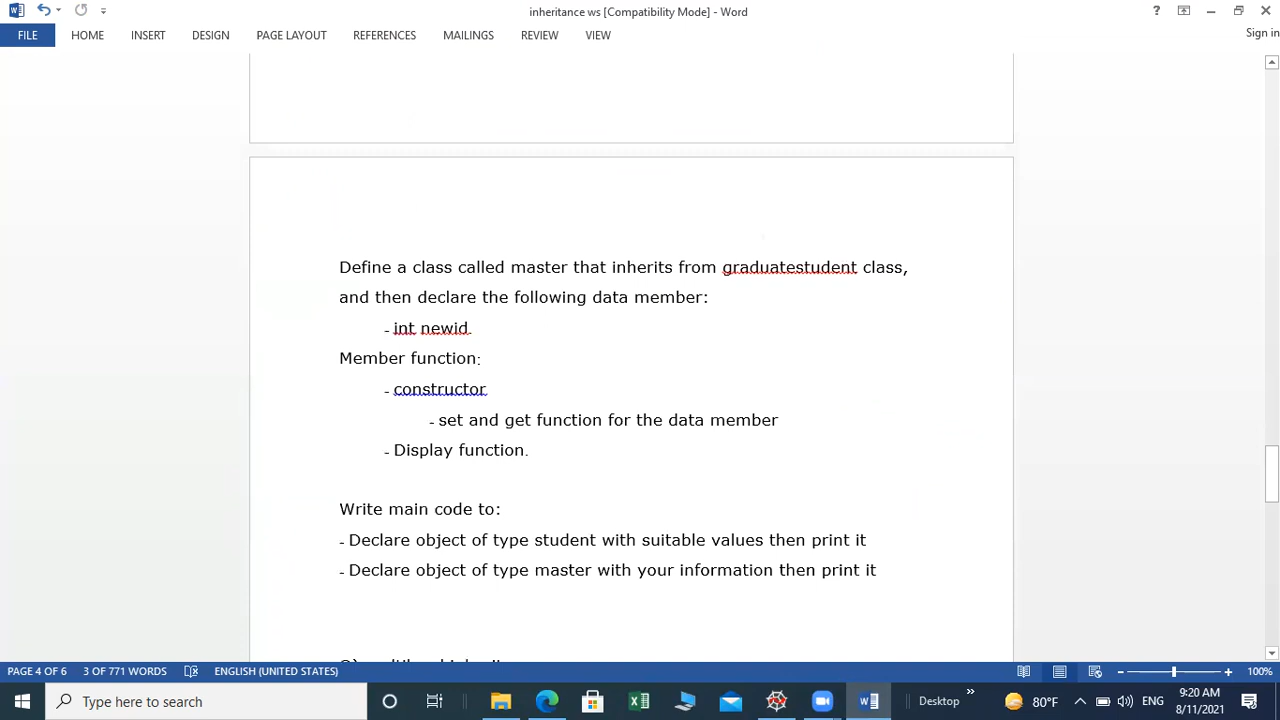 inheritance ws [Compatibility Mode] - Word
?
FILE HOME INSERT DESIGN PAGE LAYOUT REFERENCES MAILINGS REVIEW VIEW
Sign in
Define a class called master that inherits from graduatestudent class,
and then declare the following data member:
- int newid.
Member function:
- constructor
- set and get function for the data member
- Display function.
Write main code to:
- Declare object of type student with suitable values then print it
- Declare object of type master with your information then print it
PAGE 4 OF 6 3 OF 771 WORDS ENGLISH (UNITED STATES) 100%
Type here to search
Desktop
80°F
ENG
9:20 AM
8/11/2021